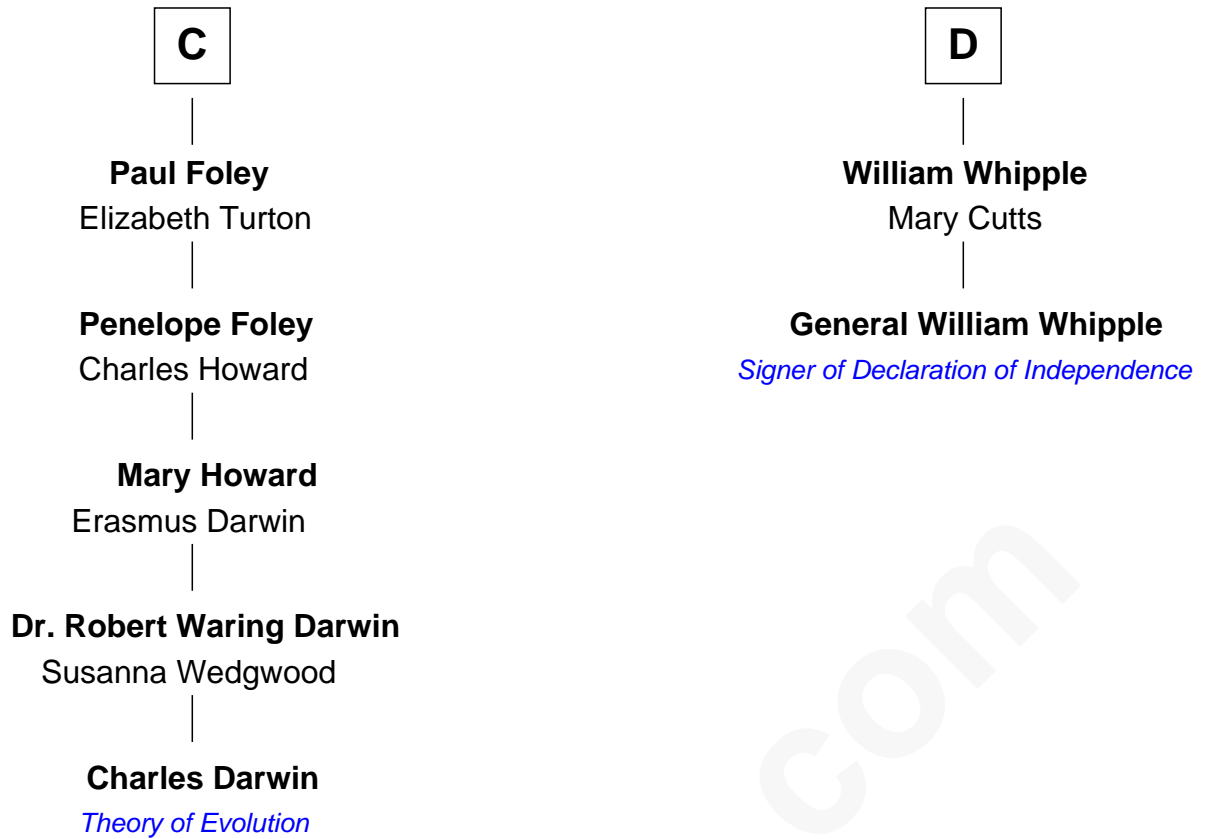 C
Paul Foley
Elizabeth Turton
Penelope Foley
Charles Howard
Mary Howard
Erasmus Darwin
Dr. Robert Waring Darwin
Susanna Wedgwood
Charles Darwin
Theory of Evolution
D
William Whipple
Mary Cutts
General William Whipple
Signer of Declaration of Independence
com